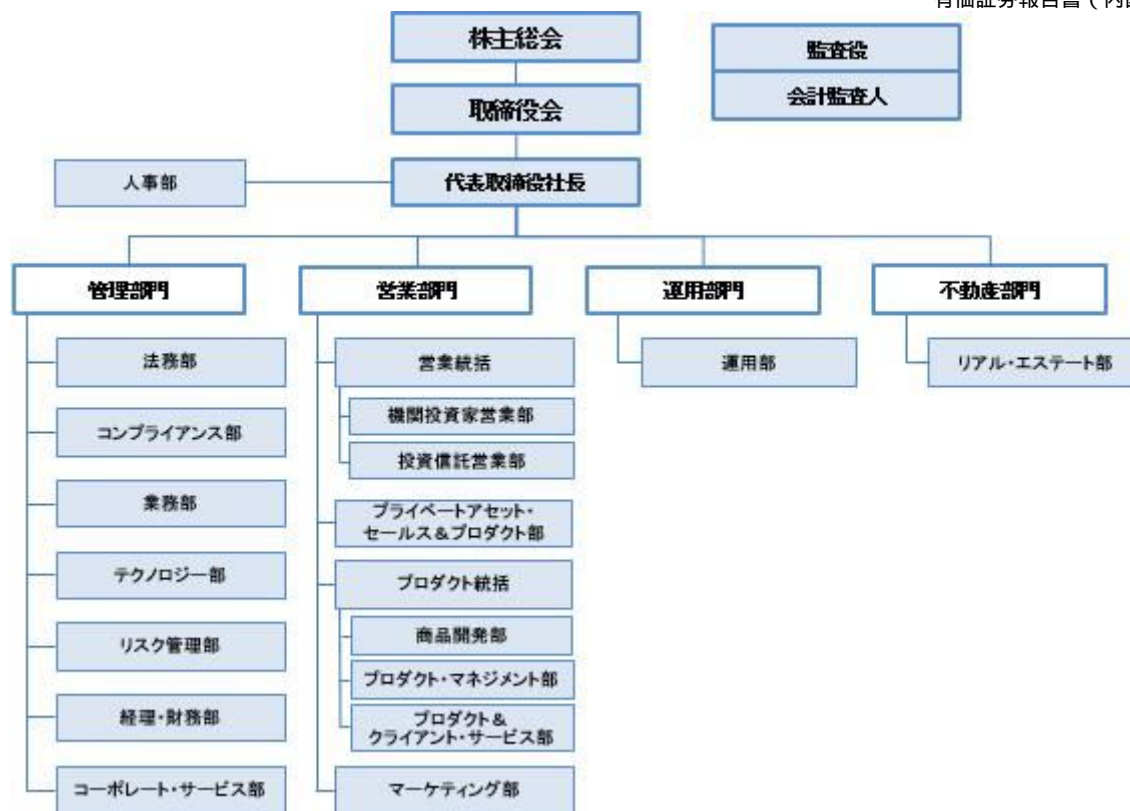 株主総会
監査役
取締役会
会計監査人
人事部
代表取締役社長
管理部門
営業部門
運用部門
不動産部門
法務部
コンプライアンス部
業務部
テクノロジー部
リスク管理部
経理・財務部
コーポレート・サービス部
営業統括
機関投資家営業部
投資信託営業部
プライベートアセット・
セールス&プロダクト部
プロダクト統括
商品開発部
プロダクト・マネジメント部
プロダクト&
クライアント・サービス部
マーケティング部
運用部
リアル・エステート部